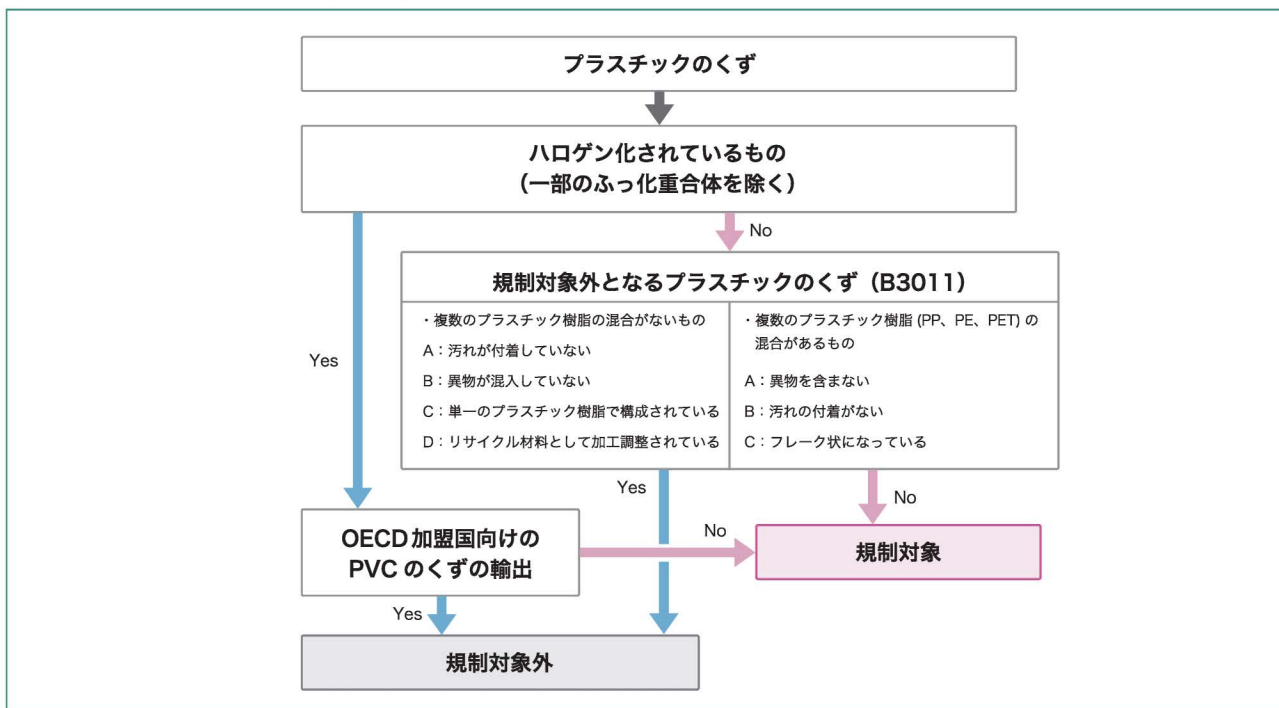 プラスチックのくず
ハロゲン化されているもの
（一部のふっ化重合体を除く）
No
規制対象外となるプラスチックのくず（B3011）
・複数のプラスチック樹脂の混合がないもの
A：汚れが付着していない
B：異物が混入していない
C：単一のプラスチック樹脂で構成されている
D：リサイクル材料として加工調整されている
・複数のプラスチック樹脂 (PP、PE、PET) の
混合があるもの
A：異物を含まない
B：汚れの付着がない
C：フレーク状になっている
Yes
Yes
No
OECD加盟国向けの
PVC のくずの輸出
No
規制対象
Yes
規制対象外